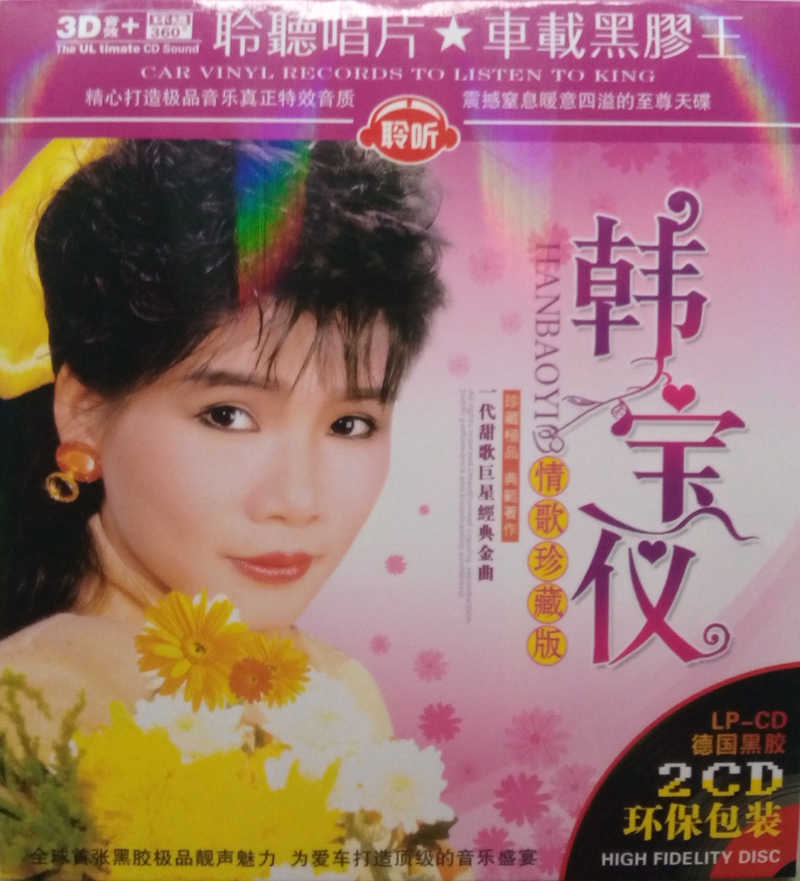 3D音效+环绕360°
The UL timate CD Sound
聆聽唱片★車載黑膠王
CAR VINYL RECORDS TO LISTEN TO KING
精心打造极品音乐真正特效音质
震撼窒息暖意四溢的至尊天碟
聆听
韩宝仪
HANBAOYI
情歌珍藏版
珍藏極品 典範著作
一代甜歌巨星經典金曲
LP-CD
德国黑胶
2CD
环保包装
HIGH FIDELITY DISC
全球首张黑胶极品靓声魅力 为爱车打造顶级的音乐盛宴